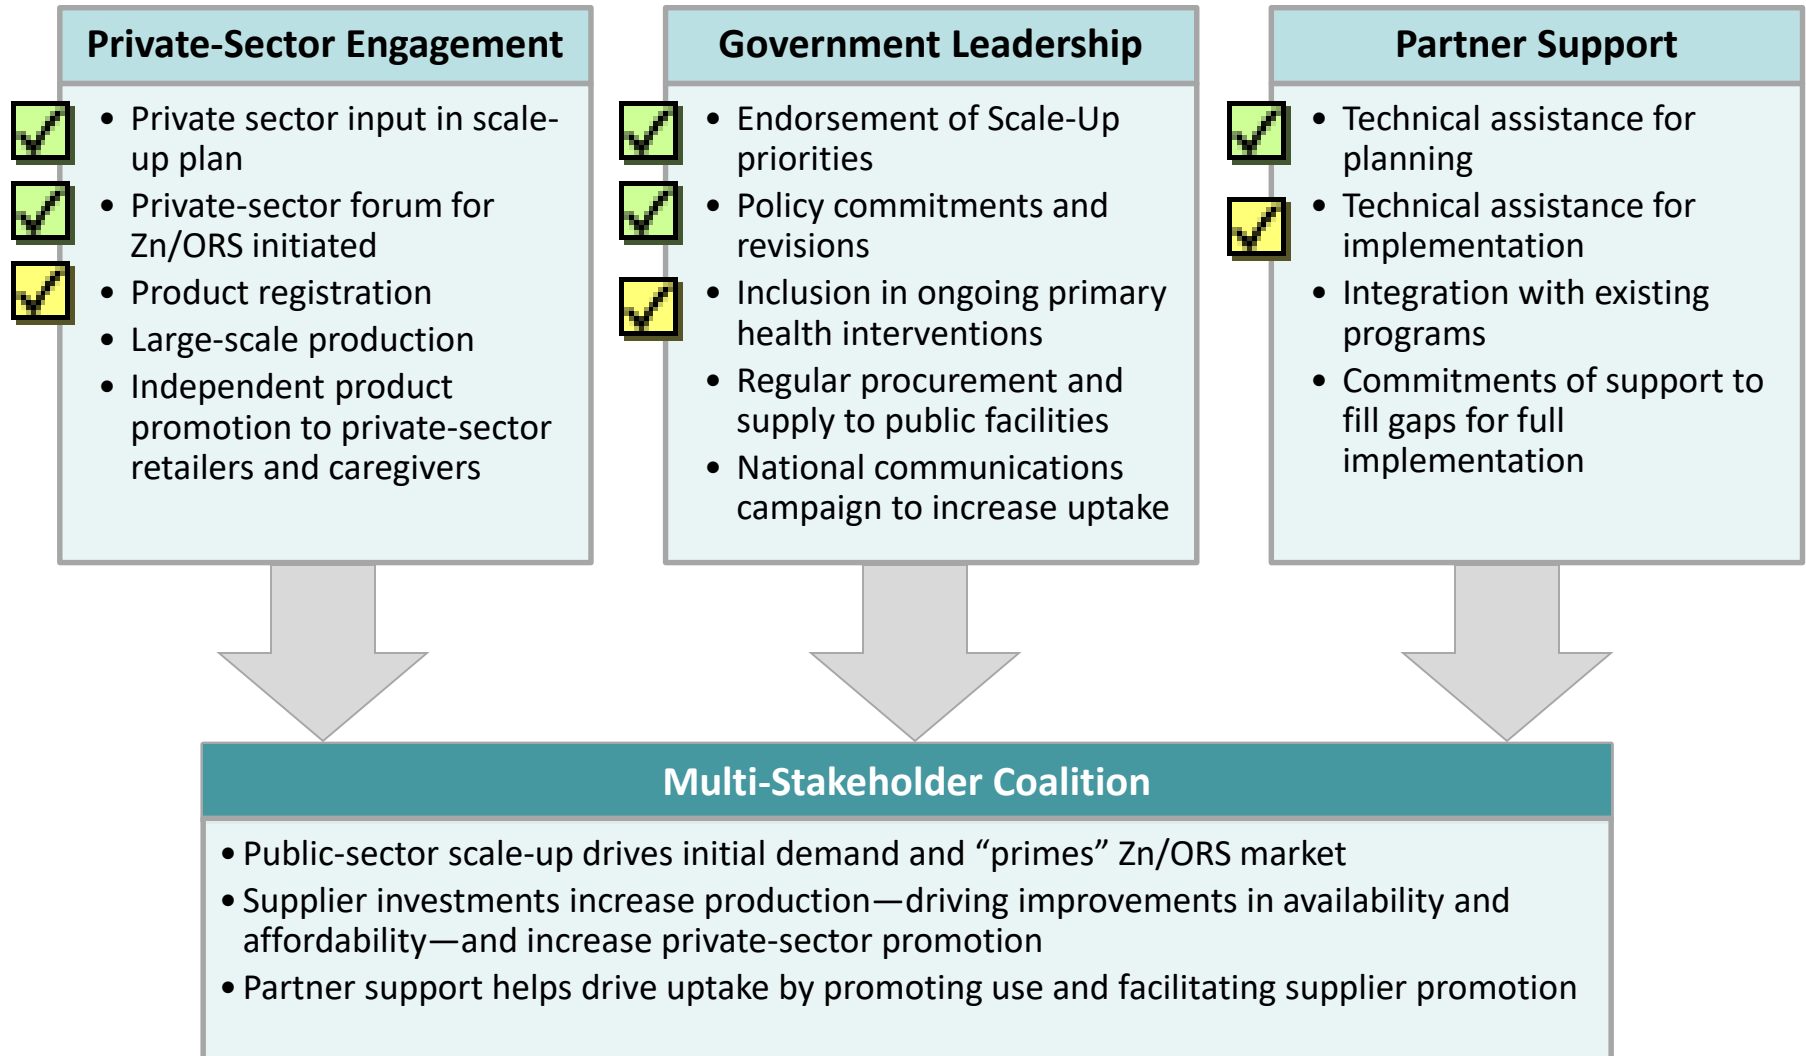 Private-Sector Engagement
• Private sector input in scale-
up plan
• Private-sector forum for
Zn/ORS initiated
• Product registration
• Large-scale production
• Independent product
promotion to private-sector
retailers and caregivers
Government Leadership
• Endorsement of Scale-Up
priorities
• Policy commitments and
revisions
• Inclusion in ongoing primary
health interventions
• Regular procurement and
supply to public facilities
• National communications
campaign to increase uptake
Partner Support
• Technical assistance for
planning
• Technical assistance for
implementation
• Integration with existing
programs
• Commitments of support to
fill gaps for full
implementation
Multi-Stakeholder Coalition
• Public-sector scale-up drives initial demand and “primes” Zn/ORS market
• Supplier investments increase production—driving improvements in availability and
affordability—and increase private-sector promotion
• Partner support helps drive uptake by promoting use and facilitating supplier promotion